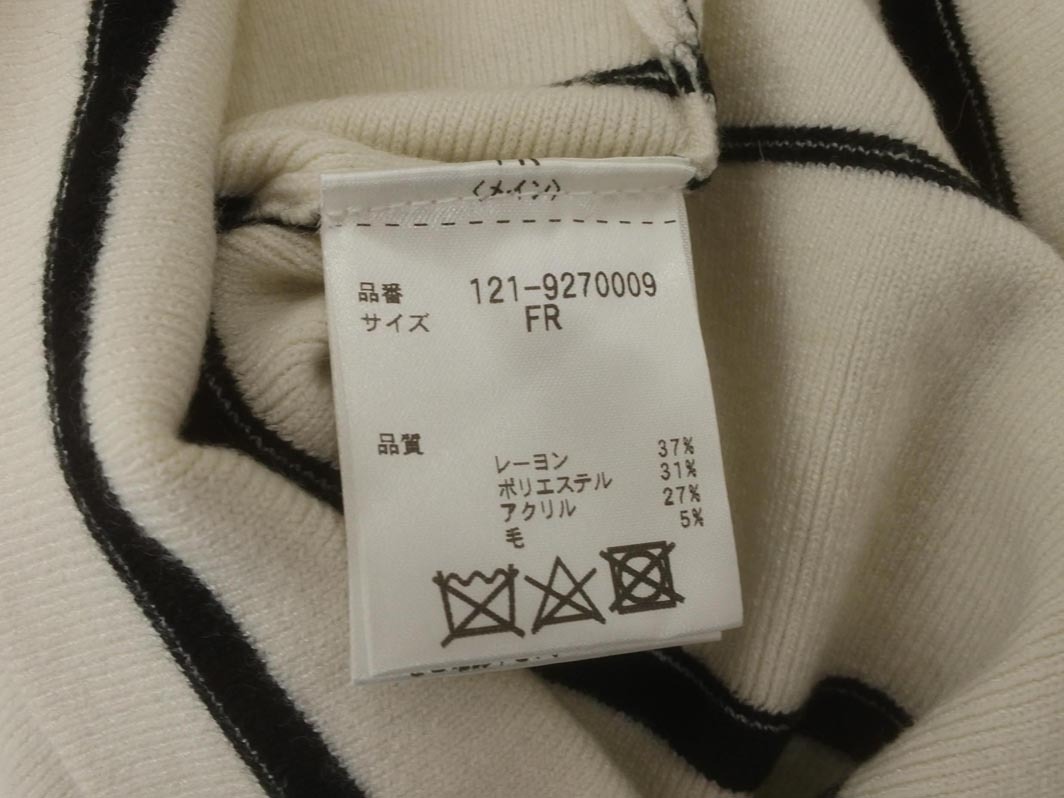 〈メイン〉
品番 121-9270009
サイズ FR
品質
レーヨン 37%
ポリエステル 31%
アクリル 27%
毛 5%